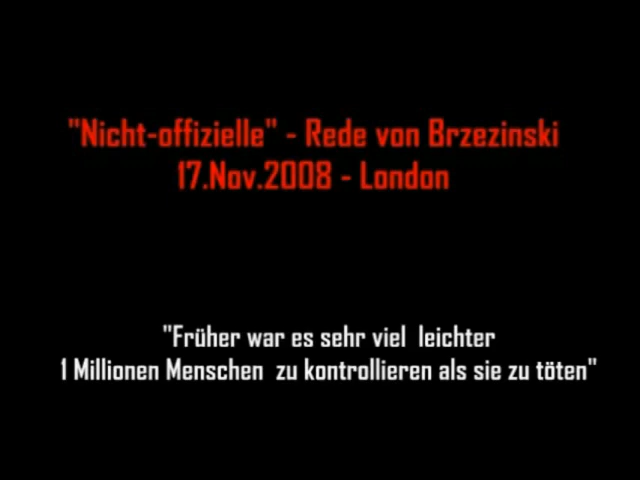 "Nicht-offizielle" - Rede von Brzezinski
17.Nov.2008 - London
"Früher war es sehr viel leichter
1 Millionen Menschen zu kontrollieren als sie zu töten"